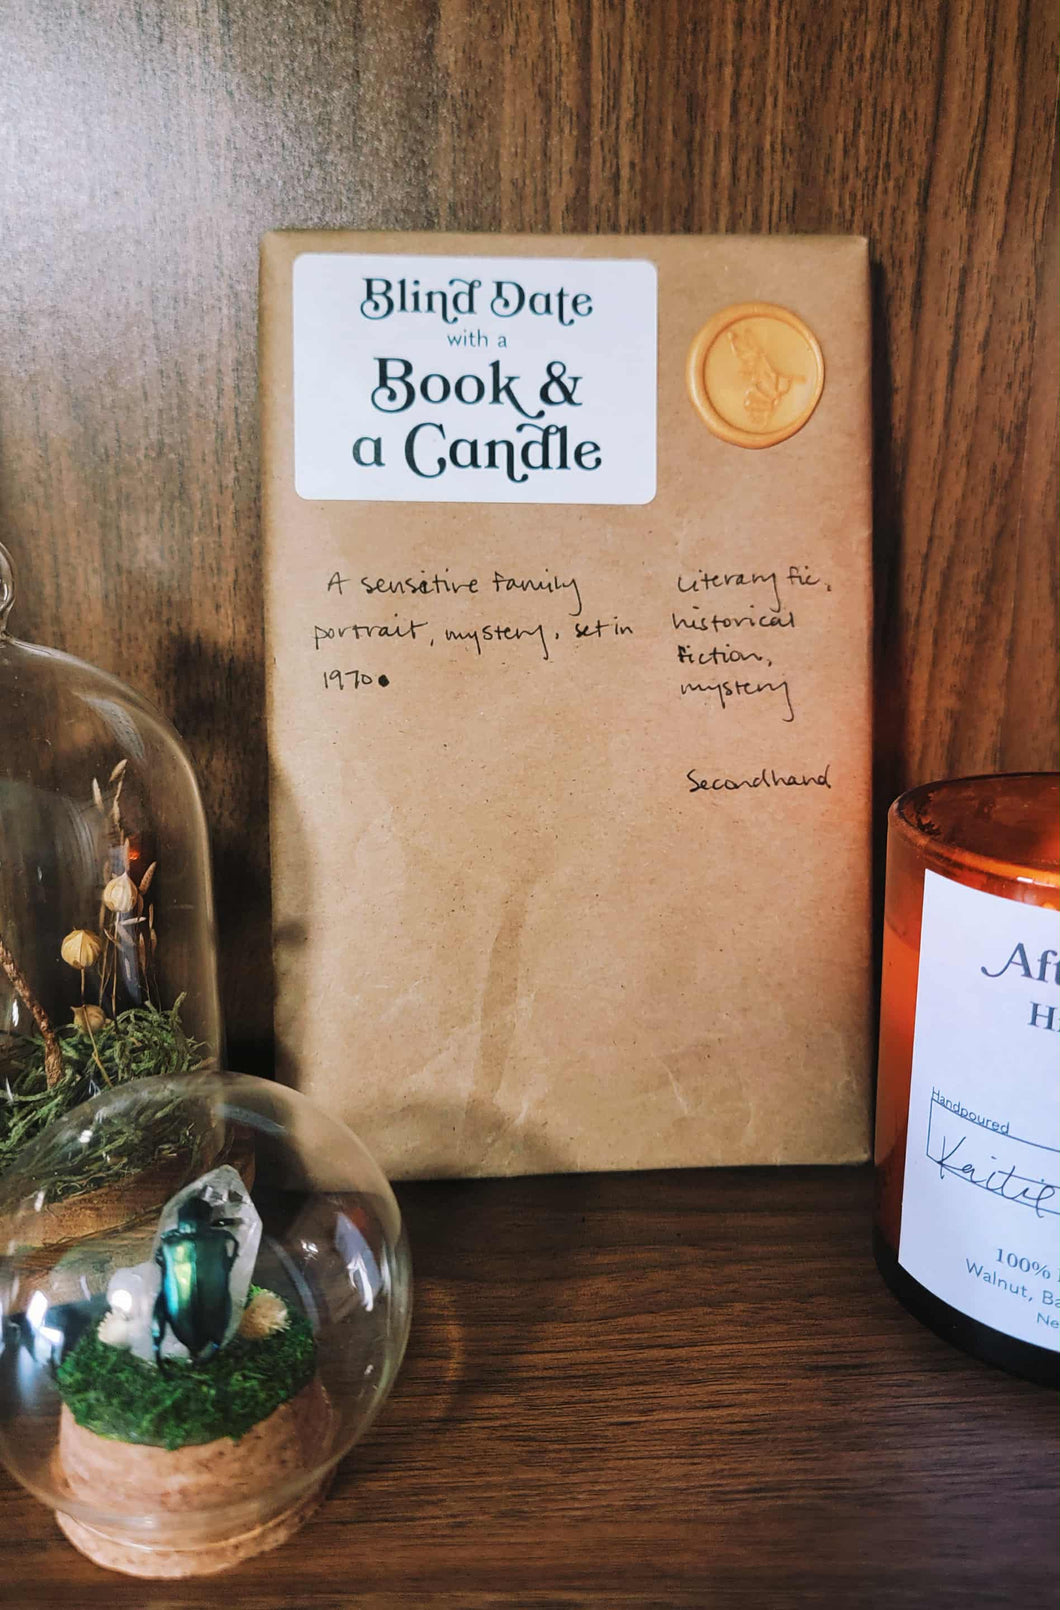 Blind Date
with a
Book &
a Candle
A sensitive family
portrait, mystery, set in
1970.
Literary fic,
historical
fiction,
mystery
Secondhand
Handpoured
100%
Walnut,